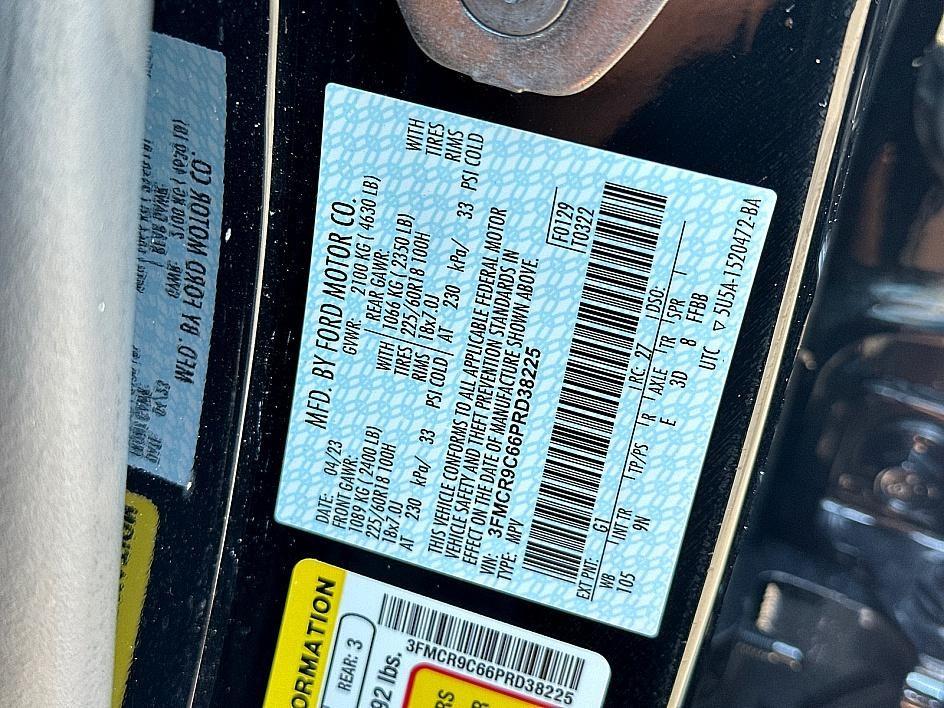 MFD. BY FORD MOTOR CO.
DATE: 04/23 GVWR: 2100 KG ( 4630 LB)
FRONT GAWR: REAR GAWR:
1089 KG (2400 LB) WITH 1066 KG (2350 LB) WITH
225/60R18 100H TIRES 225/60R18 100H TIRES
18x7.0J RIMS 18x7.0J RIMS
AT 230 kPa/ 33 PSI COLD AT 230 kPa/ 33 PSI COLD
THIS VEHICLE CONFORMS TO ALL APPLICABLE FEDERAL MOTOR
VEHICLE SAFETY AND THEFT PREVENTION STANDARDS IN
EFFECT ON THE DATE OF MANUFACTURE SHOWN ABOVE.
VIN: 3FMCR9C66PRD38225
TYPE: MPV
F0129
T0322
EXT PNT: G1 RC: 27 DSO:
WB INT TR TP/PS R AXLE TR SPR
105 9N E 3D 8 FFBB
UTC ▽ 5U5A-1520472-BA
ORMATION
REAR: 3
92 lbs.
3FMCR9C66PRD38225
MFD. BY FORD MOTOR CO.